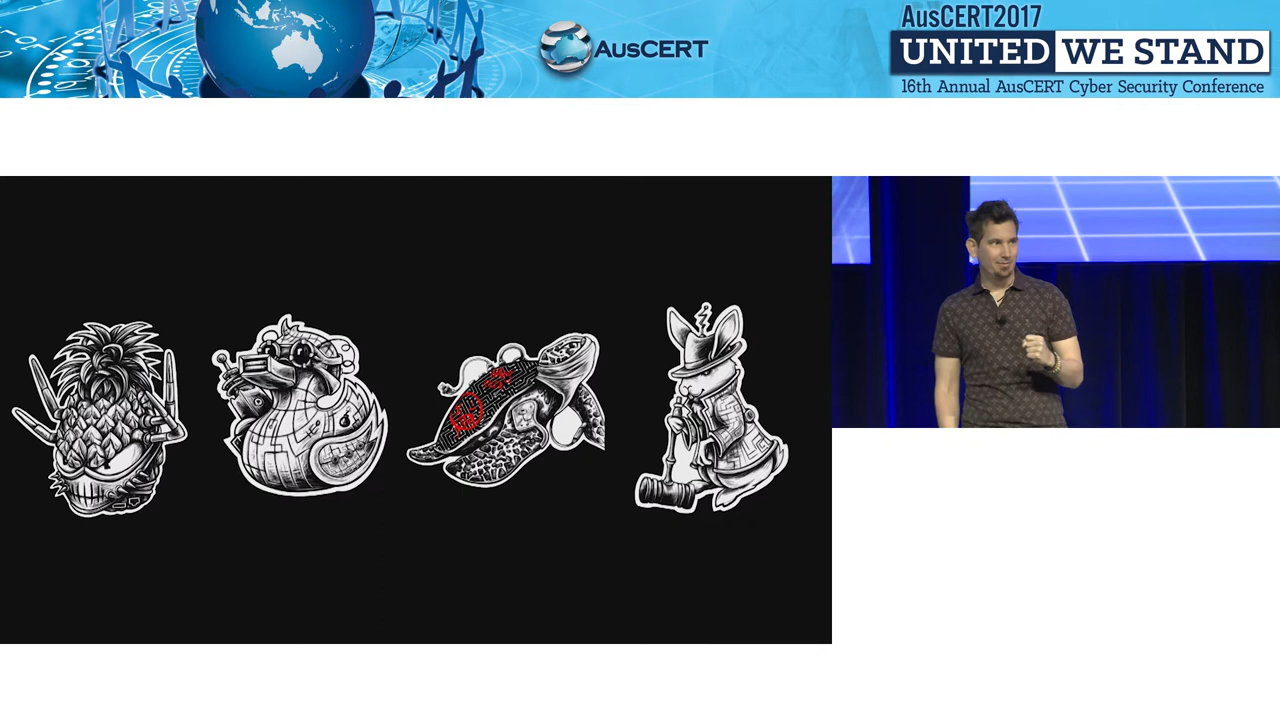 AusCERT
AusCERT2017
UNITED WE STAND
16th Annual AusCERT Cyber Security Conference